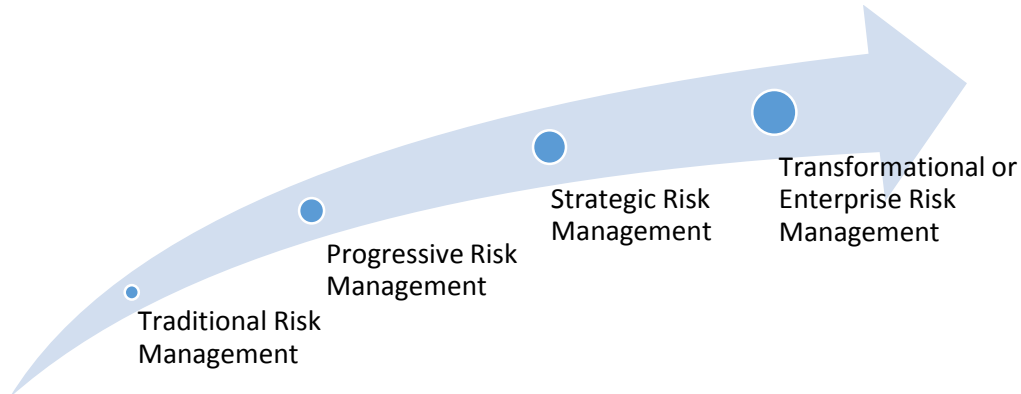 Traditional Risk
Management
Progressive Risk
Management
Strategic Risk
Management
Transformational or
Enterprise Risk
Management